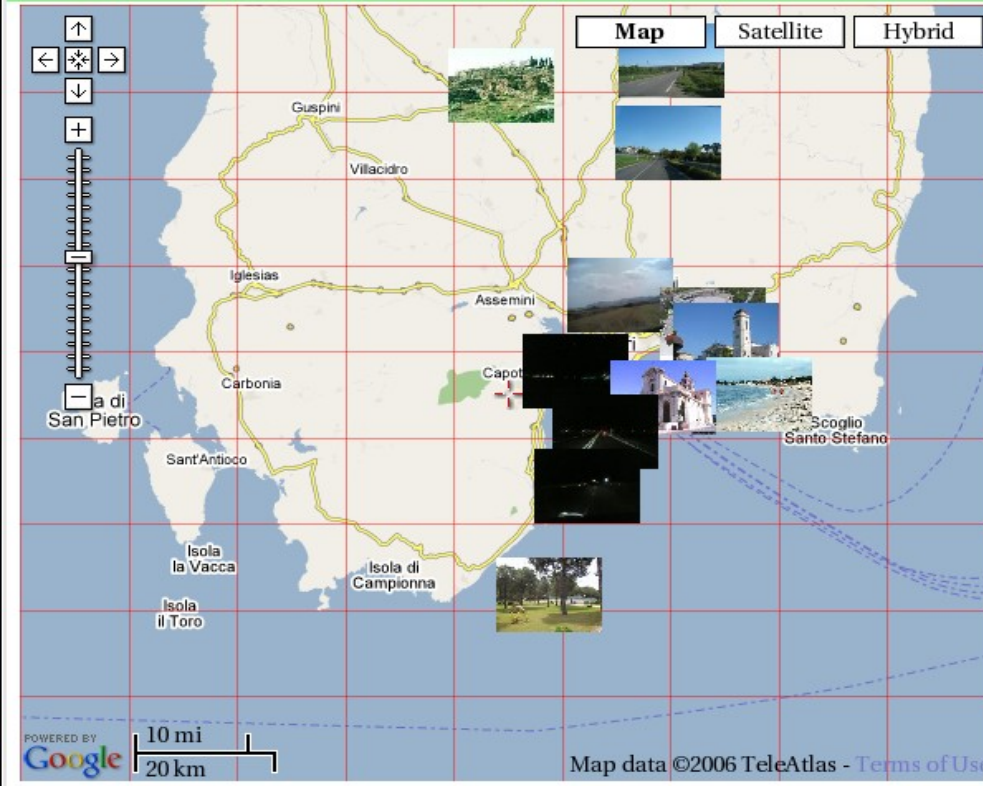 Map Satellite Hybrid
Guspini
Villacidro
Iglesias
Assemini
Capot
Carbonia
a di
San Pietro
Scoglio
Santo Stefano
Sant'Antioco
Isola
la Vacca
Isola di
Campionna
Isola
il Toro
POWERED BY
Google
10 mi
20 km
Map data ©2006 TeleAtlas - Terms of Use